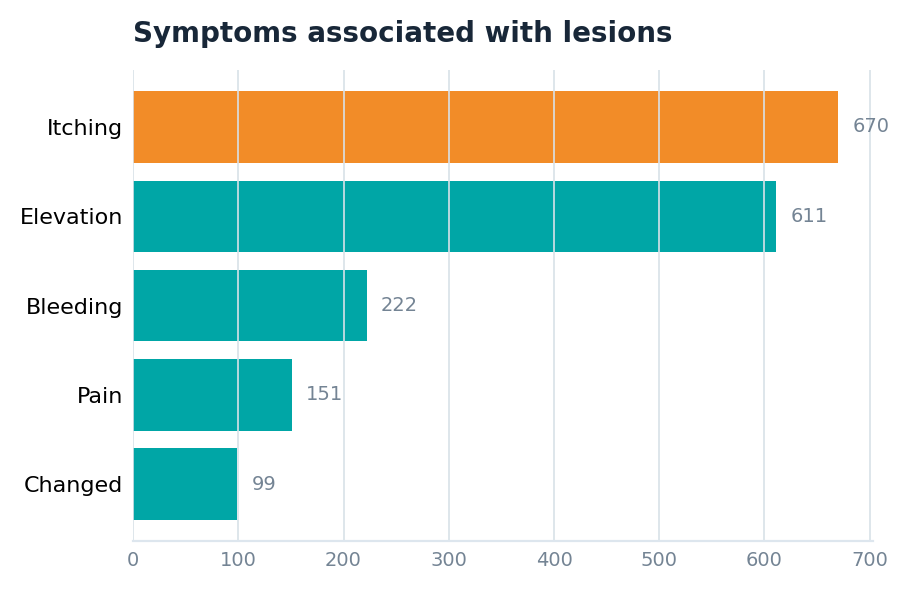 Symptoms associated with lesions
Itching 670
Elevation 611
Bleeding 222
Pain 151
Changed 99
0 100 200 300 400 500 600 700